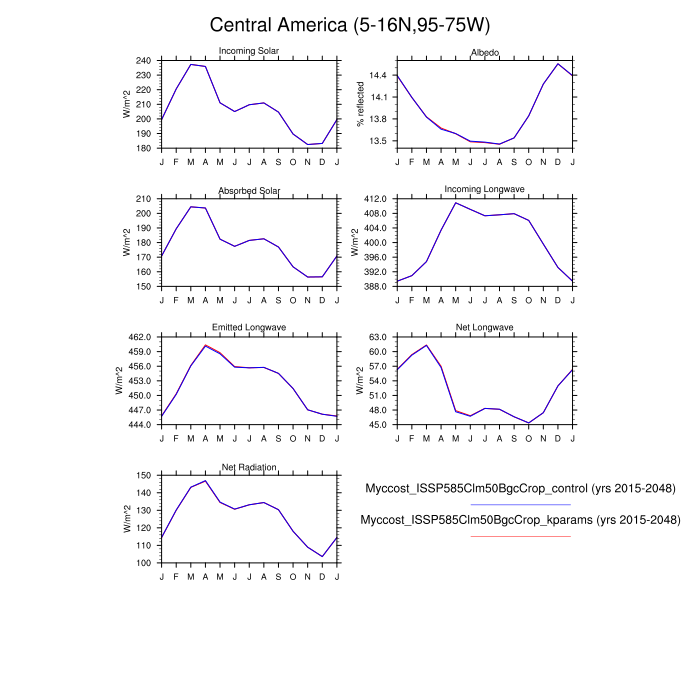 Central America (5-16N,95-75W)
Incoming Solar
W/m^2
240
230
220
210
200
190
180
J F M A M J J A S O N D J
Albedo
% reflected
14.4
14.1
13.8
13.5
J F M A M J J A S O N D J
Absorbed Solar
W/m^2
210
200
190
180
170
160
150
J F M A M J J A S O N D J
Incoming Longwave
W/m^2
412.0
408.0
404.0
400.0
396.0
392.0
388.0
J F M A M J J A S O N D J
Emitted Longwave
W/m^2
462.0
459.0
456.0
453.0
450.0
447.0
444.0
J F M A M J J A S O N D J
Net Longwave
W/m^2
63.0
60.0
57.0
54.0
51.0
48.0
45.0
J F M A M J J A S O N D J
Net Radiation
W/m^2
150
140
130
120
110
100
J F M A M J J A S O N D J
Myccost_ISSP585Clm50BgcCrop_control (yrs 2015-2048)
Myccost_ISSP585Clm50BgcCrop_kparams (yrs 2015-2048)